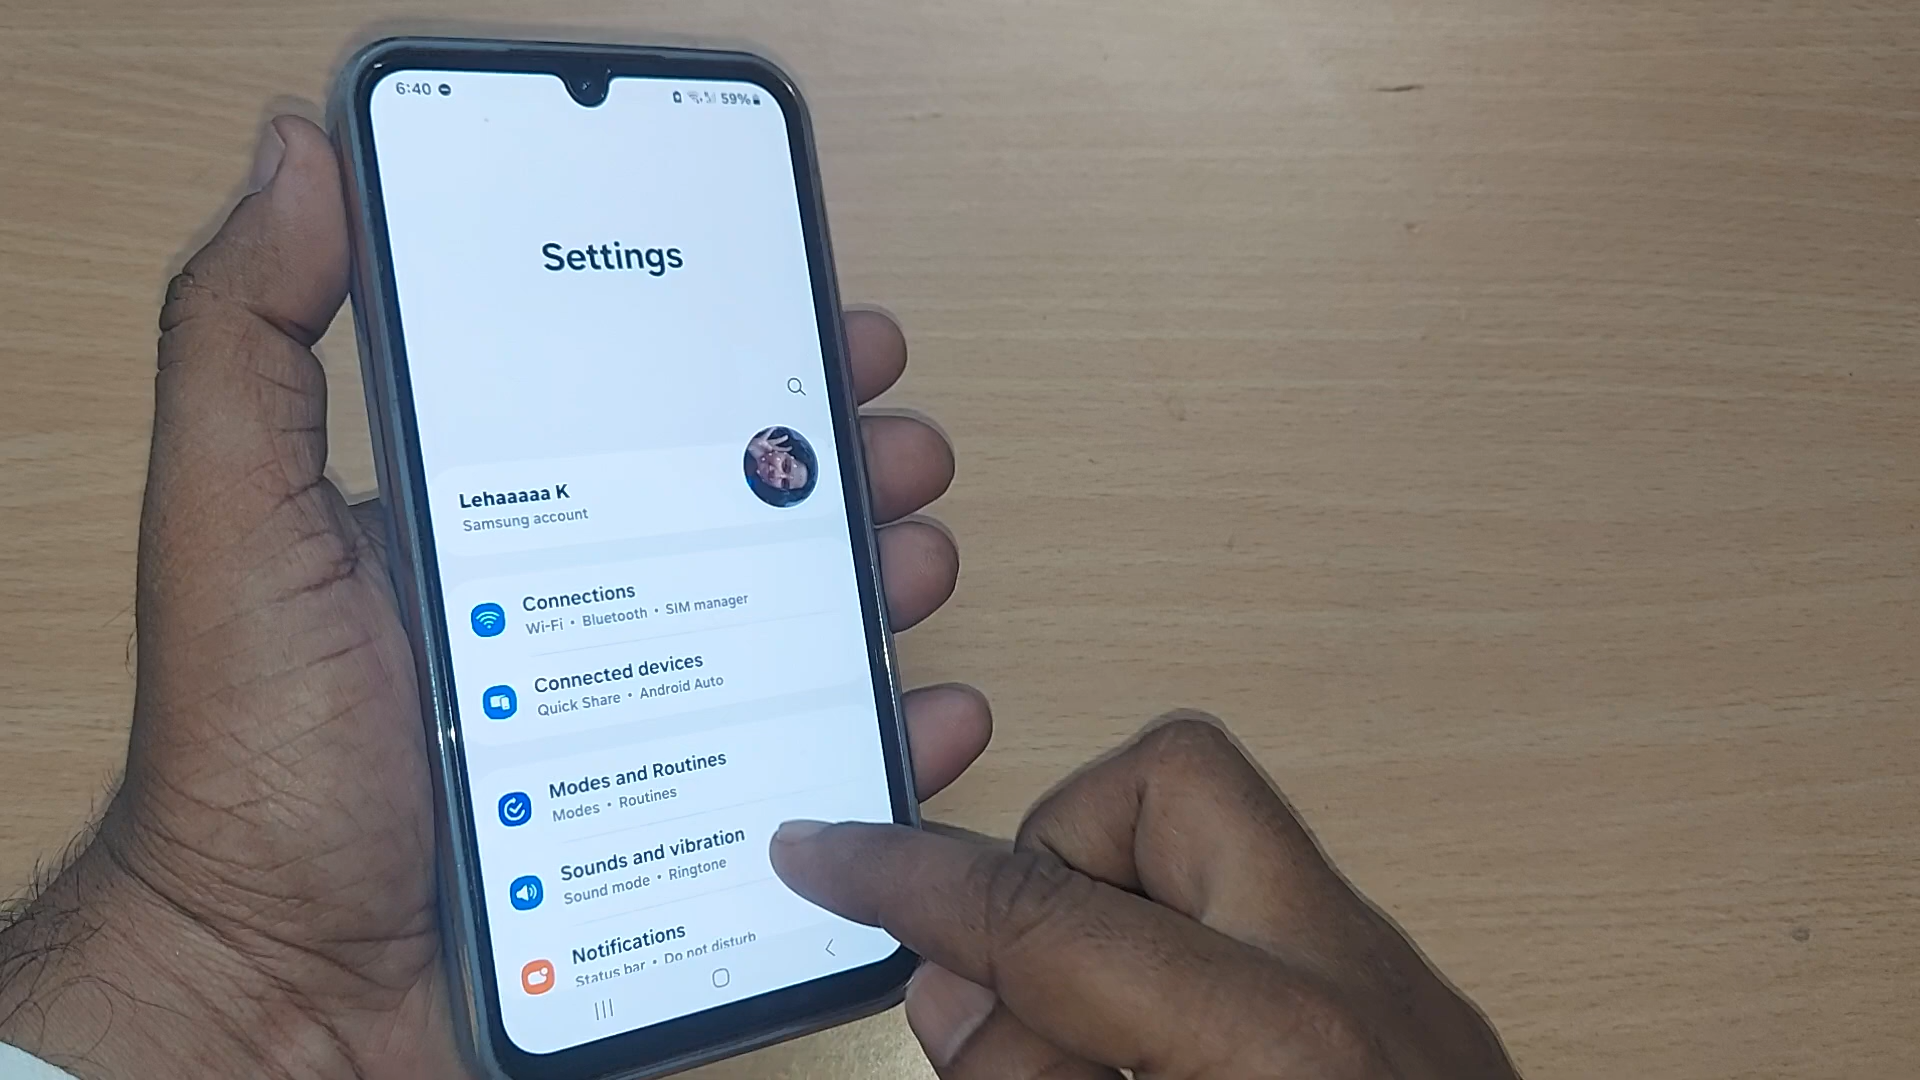 6:40
59%
Settings
Lehaaaaa K
Samsung account
Connections
Wi-Fi • Bluetooth • SIM manager
Connected devices
Quick Share • Android Auto
Modes and Routines
Modes • Routines
Sounds and vibration
Sound mode • Ringtone
Notifications
Status bar • Do not disturb